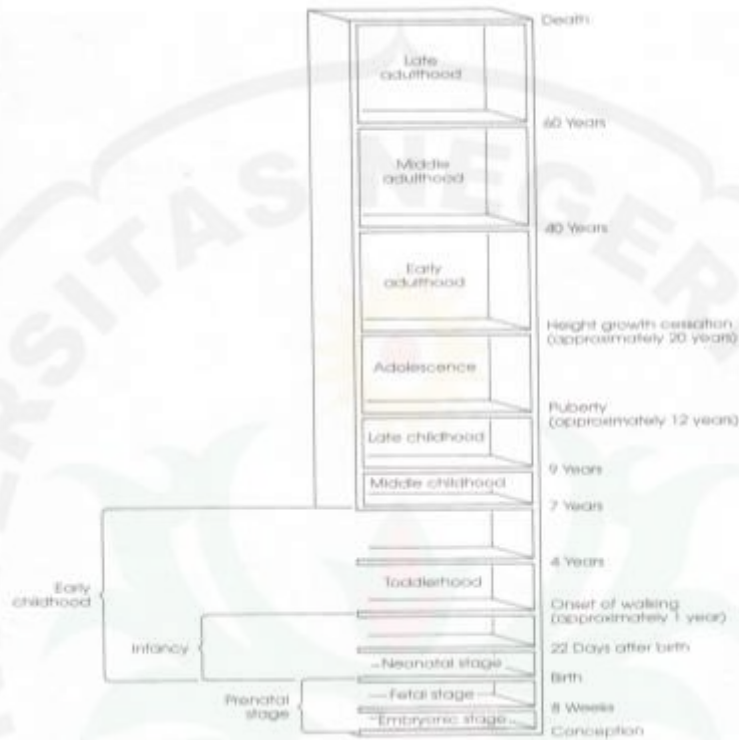 Death
Late
adulthood
60 Years
Middle
adulthood
40 Years
Early
adulthood
Height growth cessation
(approximately 20 years)
Adolescence
Puberty
(approximately 12 years)
Late childhood
9 Years
Middle childhood
7 Years
4 Years
Early
childhood
Toddlerhood
Onset of walking
(approximately 1 year)
Infancy
22 Days after birth
Neonatal stage
Birth
Prenatal
stage
Fetal stage
8 Weeks
Embryonic stage
Conception
ERSITAS NEGER